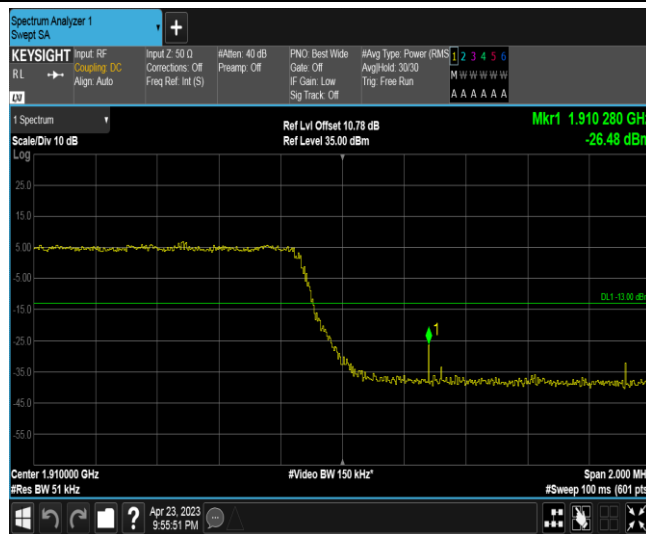 Spectrum Analyzer 1
Swept SA
+
KEYSIGHT
RL
LXI
Input: RF
Coupling: DC
Align: Auto
Input Z: 50 Ω
Corrections: Off
Freq Ref: Int (S)
#Atten: 40 dB
Preamp: Off
PNO: Best Wide
Gate: Off
IF Gain: Low
Sig Track: Off
#Avg Type: Power (RMS
Avg|Hold: 30/30
Trig: Free Run
1 2 3 4 5 6
M W W W W W
A A A A A A
1 Spectrum
Scale/Div 10 dB
Log
Ref Lvl Offset 10.78 dB
Ref Level 35.00 dBm
Mkr1 1.910 280 GHz
-26.48 dBm
25.0
15.0
5.00
-5.00
DL1 -13.00 dBm
-15.0
1
-25.0
-35.0
-45.0
-55.0
Center 1.910000 GHz
#Video BW 150 kHz*
Span 2.000 MH
#Res BW 51 kHz
#Sweep 100 ms (601 pts
?
Apr 23, 2023
9:55:51 PM